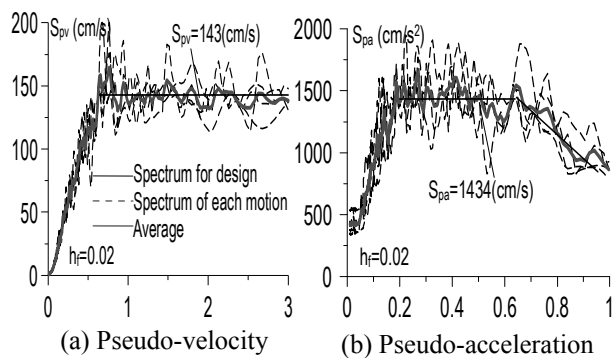 200
S_pv (cm/s)
S_pv=143(cm/s)
150
100
Spectrum for design
Spectrum of each motion
Average
50
h_f=0.02
0
0 1 2 3
(a) Pseudo-velocity
S_pa (cm/s²)
2000
1500
1000
S_pa=1434(cm/s)
500
h_f=0.02
0
0 0.2 0.4 0.6 0.8 1
(b) Pseudo-acceleration